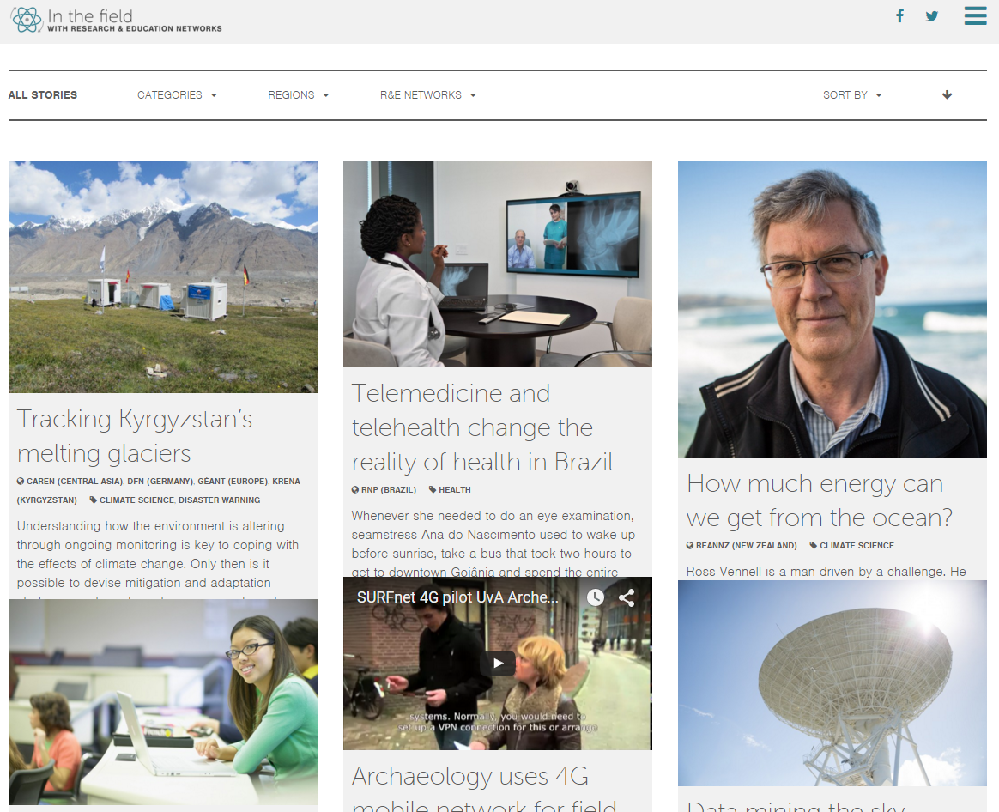 In the field
WITH RESEARCH & EDUCATION NETWORKS
ALL STORIES
CATEGORIES
REGIONS
R&E NETWORKS
SORT BY
Tracking Kyrgyzstan's
melting glaciers
CAREN (CENTRAL ASIA), DFN (GERMANY), GÉANT (EUROPE), KRENA
(KYRGYZSTAN) CLIMATE SCIENCE, DISASTER WARNING
Understanding how the environment is altering
through ongoing monitoring is key to coping with
the effects of climate change. Only then is it
possible to devise mitigation and adaptation
Telemedicine and
telehealth change the
reality of health in Brazil
RNP (BRAZIL) HEALTH
Whenever she needed to do an eye examination,
seamstress Ana do Nascimento used to wake up
before sunrise, take a bus that took two hours to
get to downtown Goiânia and spend the entire
SURFnet 4G pilot UvA Arche...
systems. Normally, you would need to
set up a VPN connection for this or arrange
Archaeology uses 4G
mobile network for field
How much energy can
we get from the ocean?
REANNZ (NEW ZEALAND) CLIMATE SCIENCE
Ross Vennell is a man driven by a challenge. He
Data mining the sky